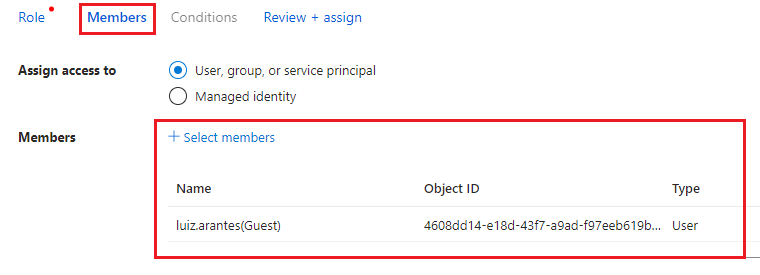 Role Members Conditions Review + assign
Assign access to User, group, or service principal
Managed identity
Members + Select members
Name Object ID Type
luiz.arantes(Guest) 4608dd14-e18d-43f7-a9ad-f97eeb619b... User